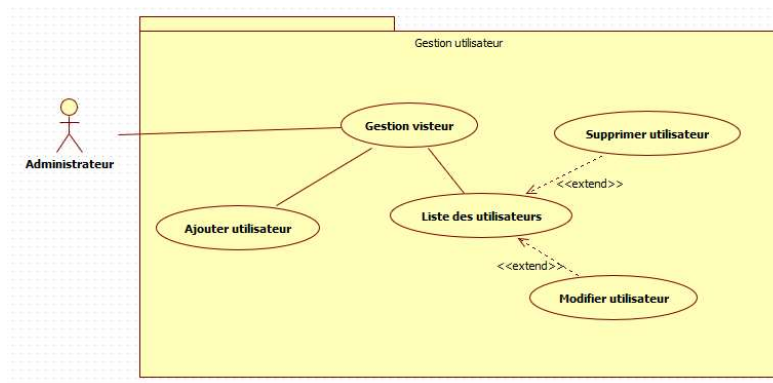 Gestion utilisateur
Gestion visteur
Supprimer utilisateur
Administrateur
<<extend>>
Ajouter utilisateur
Liste des utilisateurs
<<extend>>
Modifier utilisateur